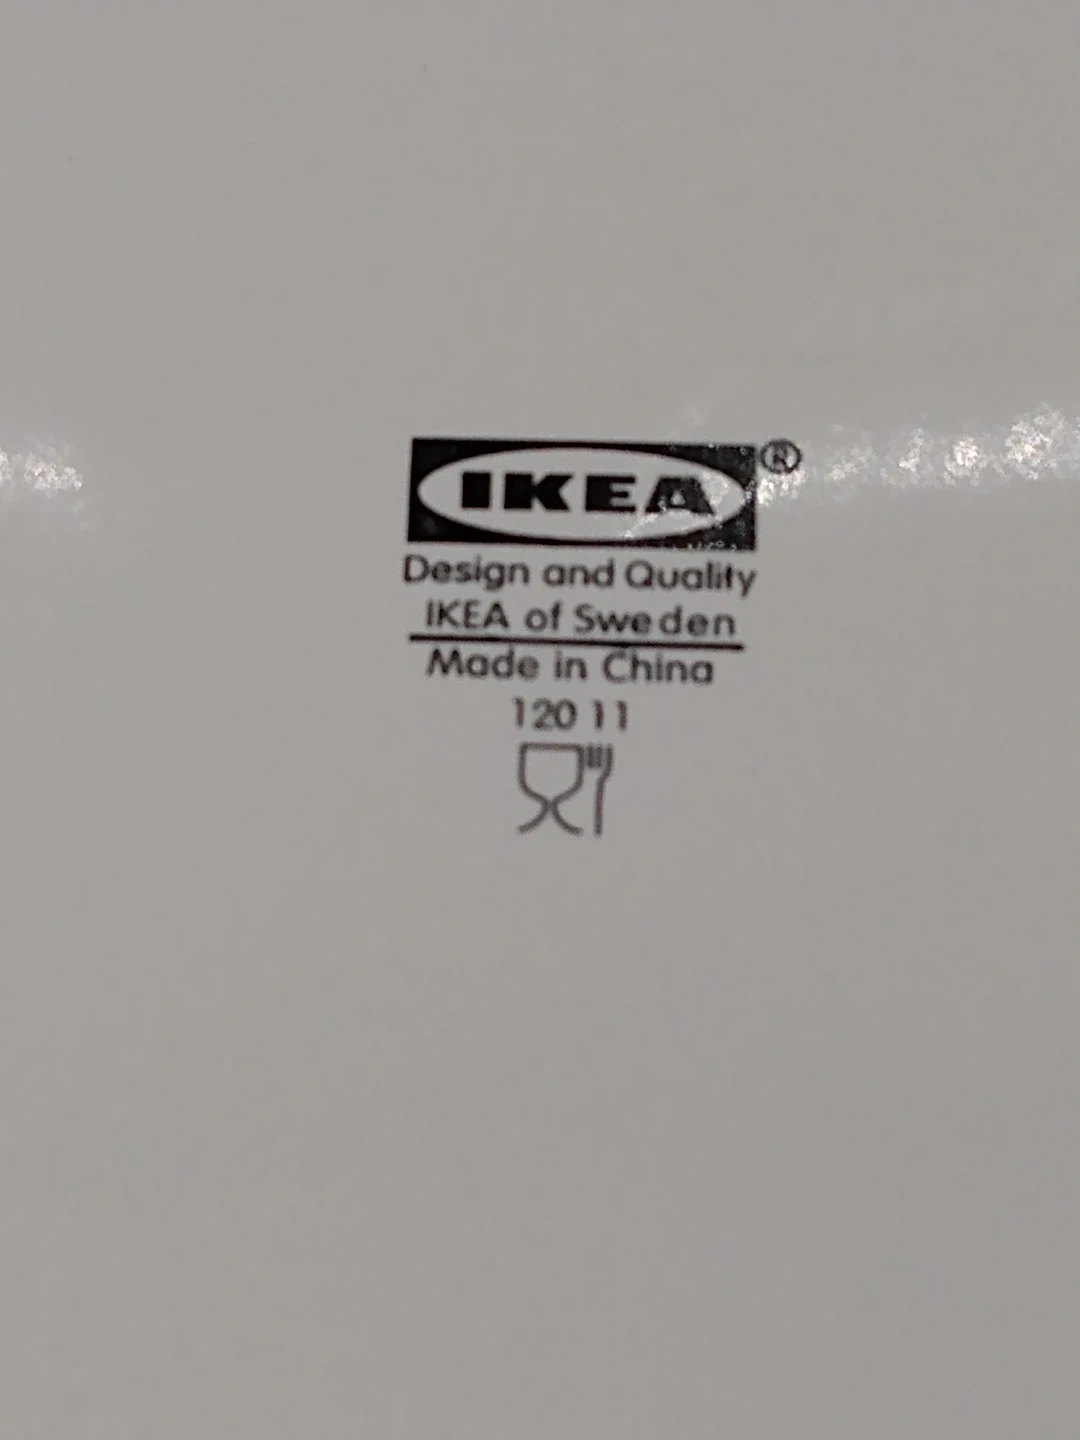 IKEA®
Design and Quality
IKEA of Sweden
Made in China
120 11